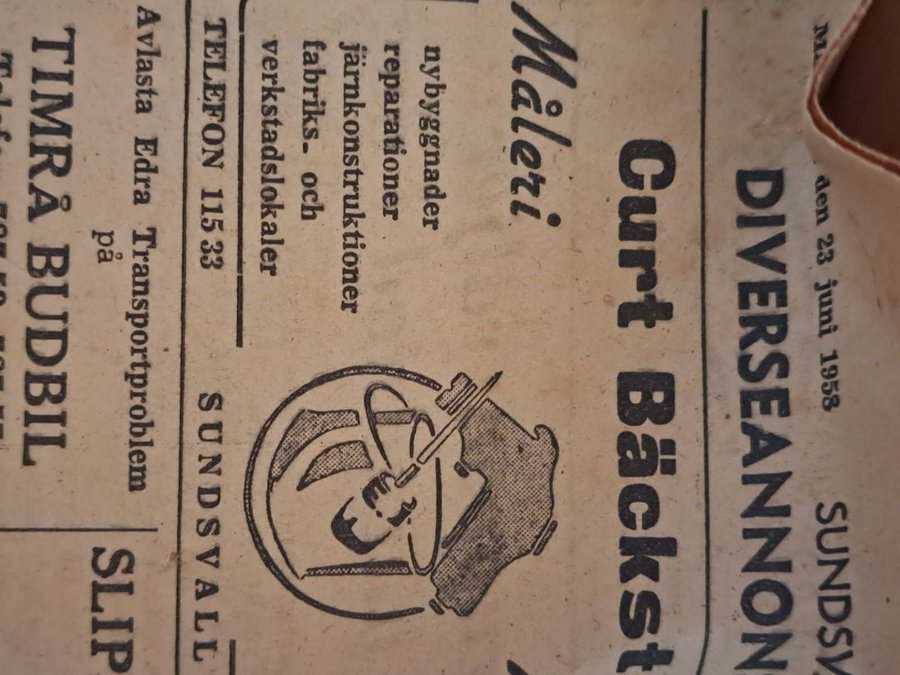 den 23 juni 1958 SUNDSV
DIVERSEANNON
Curt Bäckst
Måleri
nybyggnader
reparationer
järnkonstruktioner
fabriks- och
verkstadslokaler
TELEFON 115 33 SUNDSVALL
Avlasta Edra Transportproblem
på
TIMRÅ BUDBIL
SLIP